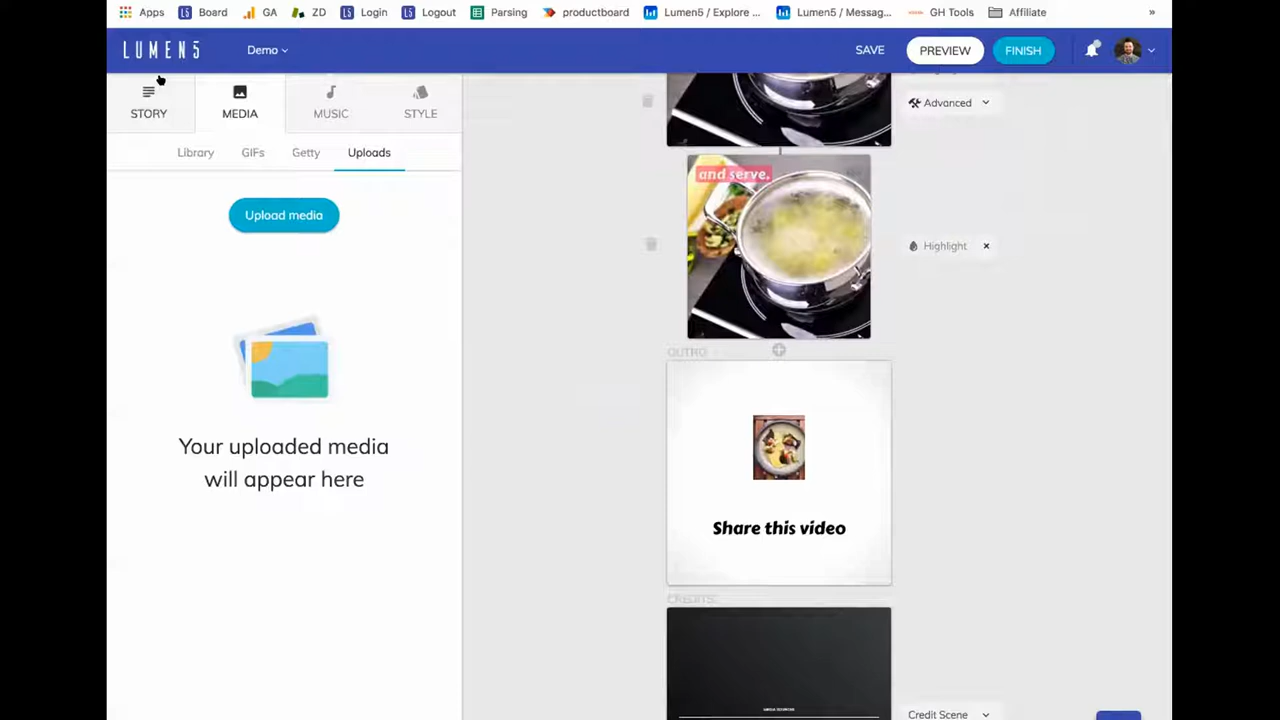 Apps Board GA ZD Login Logout Parsing productboard Lumen5 / Explore ... Lumen5 / Messag... GH Tools Affiliate »
LUMEN5 Demo SAVE PREVIEW FINISH
STORY MEDIA MUSIC STYLE
Advanced
Library GIFs Getty Uploads
and serve.
Upload media
Highlight ×
OUTRO
Your uploaded media
will appear here
Share this video
CREDITS
MEDIA SOURCES
Credit Scene